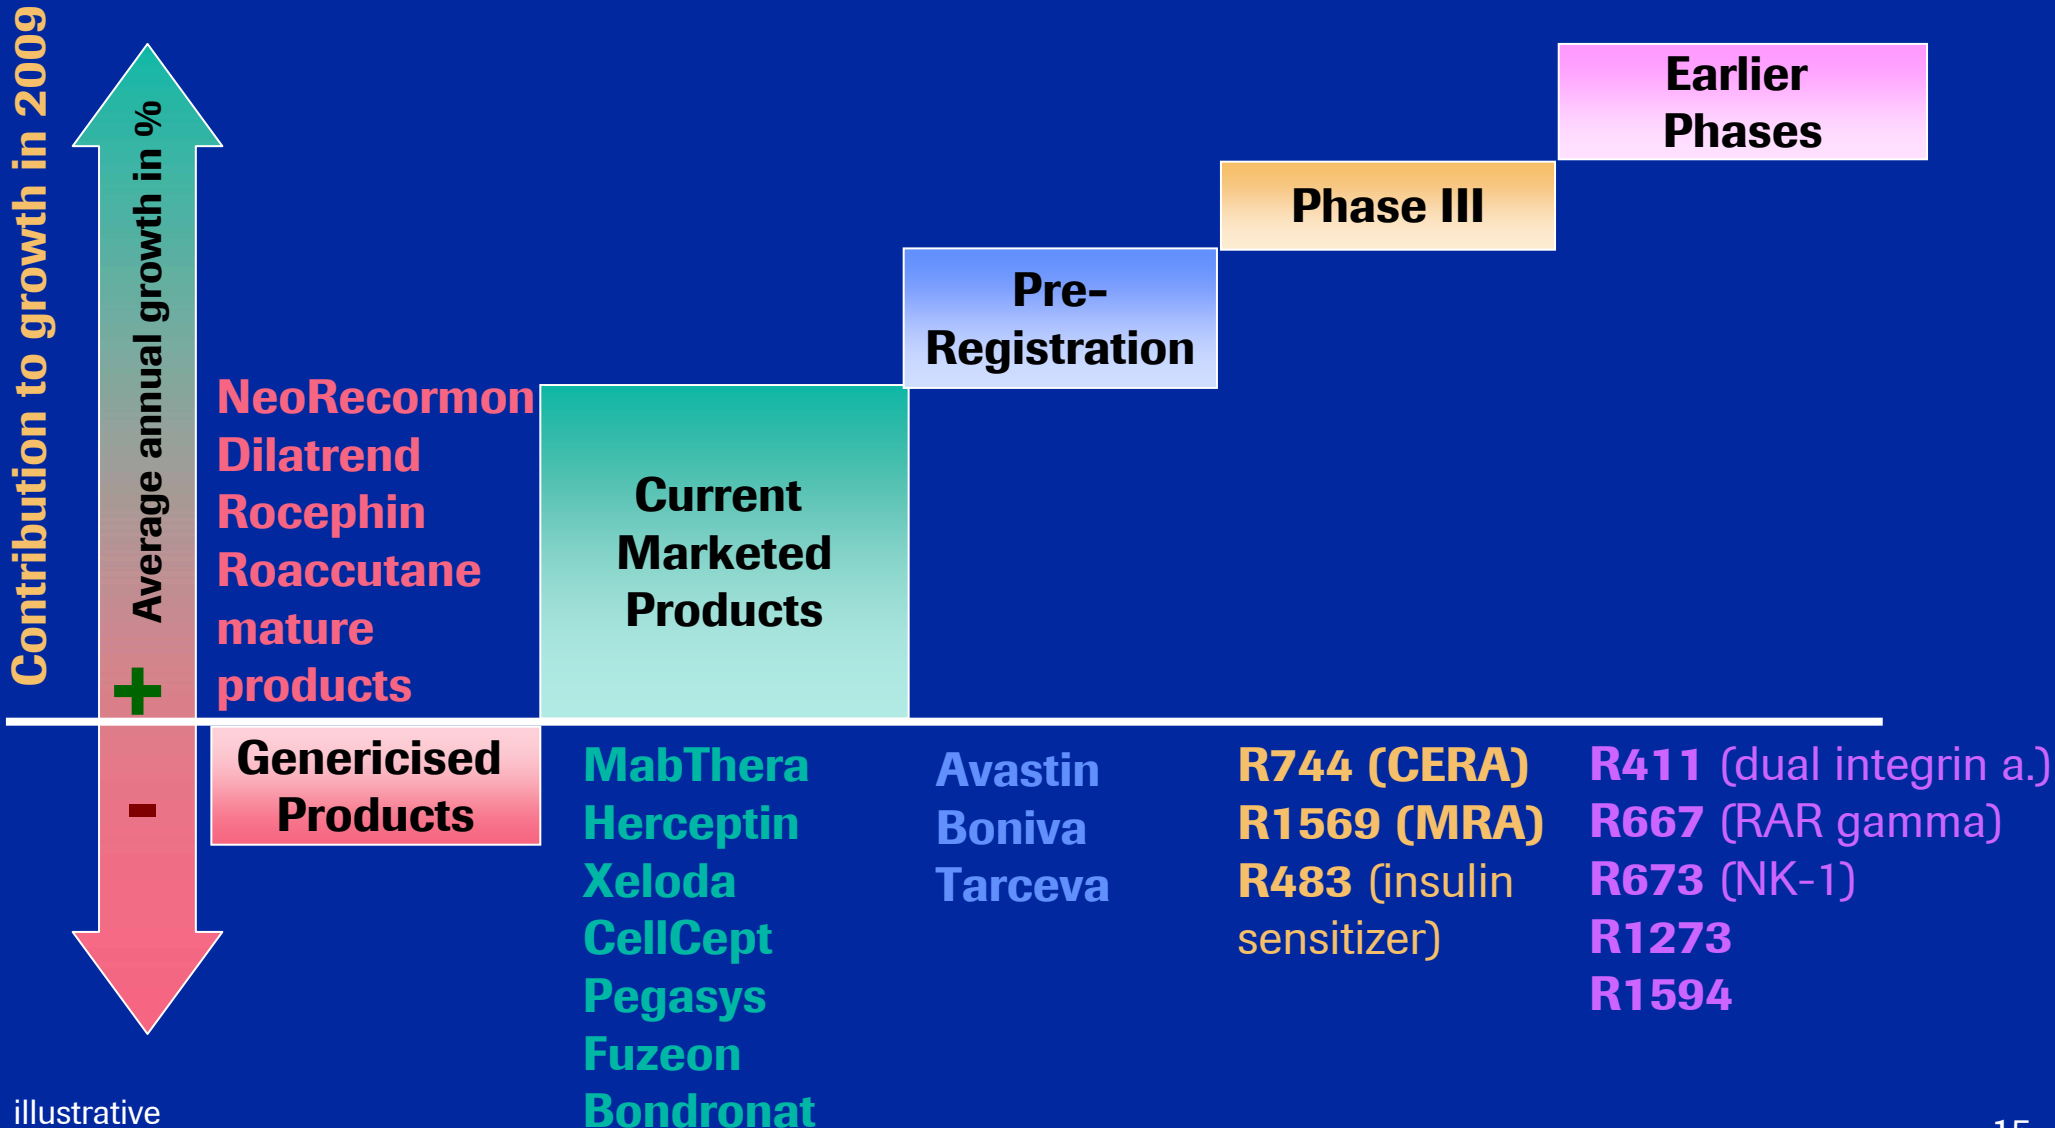 Contribution to growth in 2009
Average annual growth in %
+
-
NeoRecormon
Dilatrend
Rocephin
Roaccutane
mature
products
Genericised
Products
Current
Marketed
Products
MabThera
Herceptin
Xeloda
CellCept
Pegasys
Fuzeon
Bondronat
Pre-
Registration
Avastin
Boniva
Tarceva
Phase III
R744 (CERA)
R1569 (MRA)
R483 (insulin
sensitizer)
Earlier
Phases
R411 (dual integrin a.)
R667 (RAR gamma)
R673 (NK-1)
R1273
R1594
illustrative
15